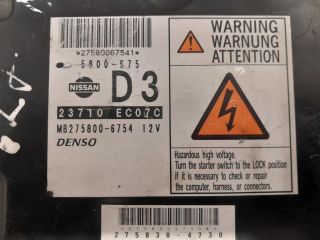 *27580067541*
5800-675
NISSAN
D3
23710 EC07C
MB275800-6754 12V
DENSO
WARNING
WARNUNG
ATTENTION
Hazardous high voltage.
Turn the starter switch to the LOCK position
if it is necessary to check or repair
the computer, harness, or connectors.
275830-4730